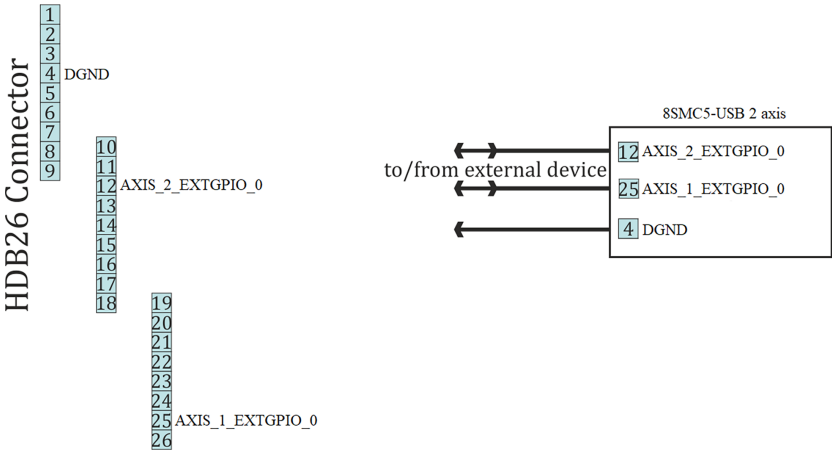 HDB26 Connector
1
2
3
4 DGND
5
6
7
8
9
10
11
12 AXIS_2_EXTGPIO_0
13
14
15
16
17
18
19
20
21
22
23
24
25 AXIS_1_EXTGPIO_0
26
8SMC5-USB 2 axis
12 AXIS_2_EXTGPIO_0
to/from external device
25 AXIS_1_EXTGPIO_0
4 DGND